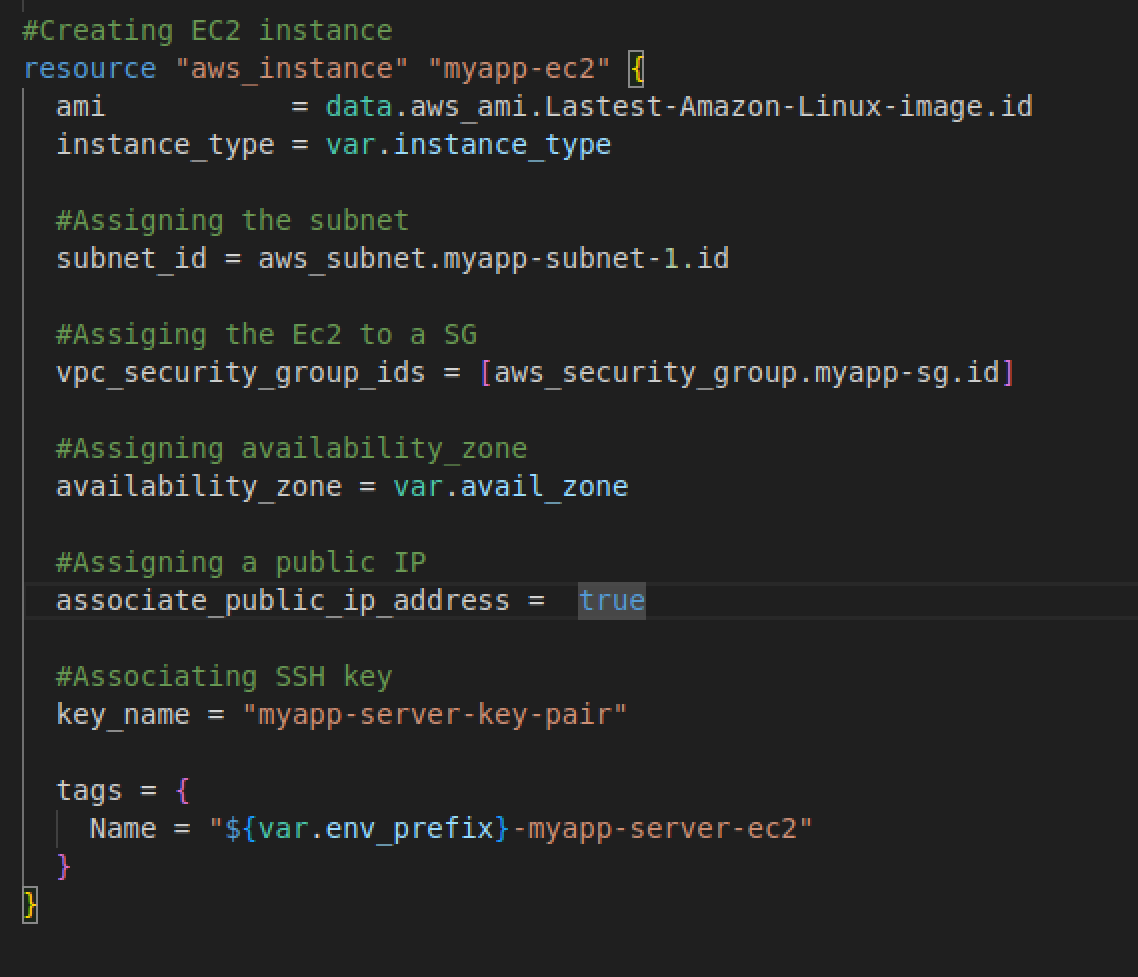 #Creating EC2 instance
resource "aws_instance" "myapp-ec2" {
  ami           = data.aws_ami.Lastest-Amazon-Linux-image.id
  instance_type = var.instance_type

  #Assigning the subnet
  subnet_id = aws_subnet.myapp-subnet-1.id

  #Assiging the Ec2 to a SG
  vpc_security_group_ids = [aws_security_group.myapp-sg.id]

  #Assigning availability_zone
  availability_zone = var.avail_zone

  #Assigning a public IP
  associate_public_ip_address =  true

  #Associating SSH key
  key_name = "myapp-server-key-pair"

  tags = {
    Name = "${var.env_prefix}-myapp-server-ec2"
  }
}